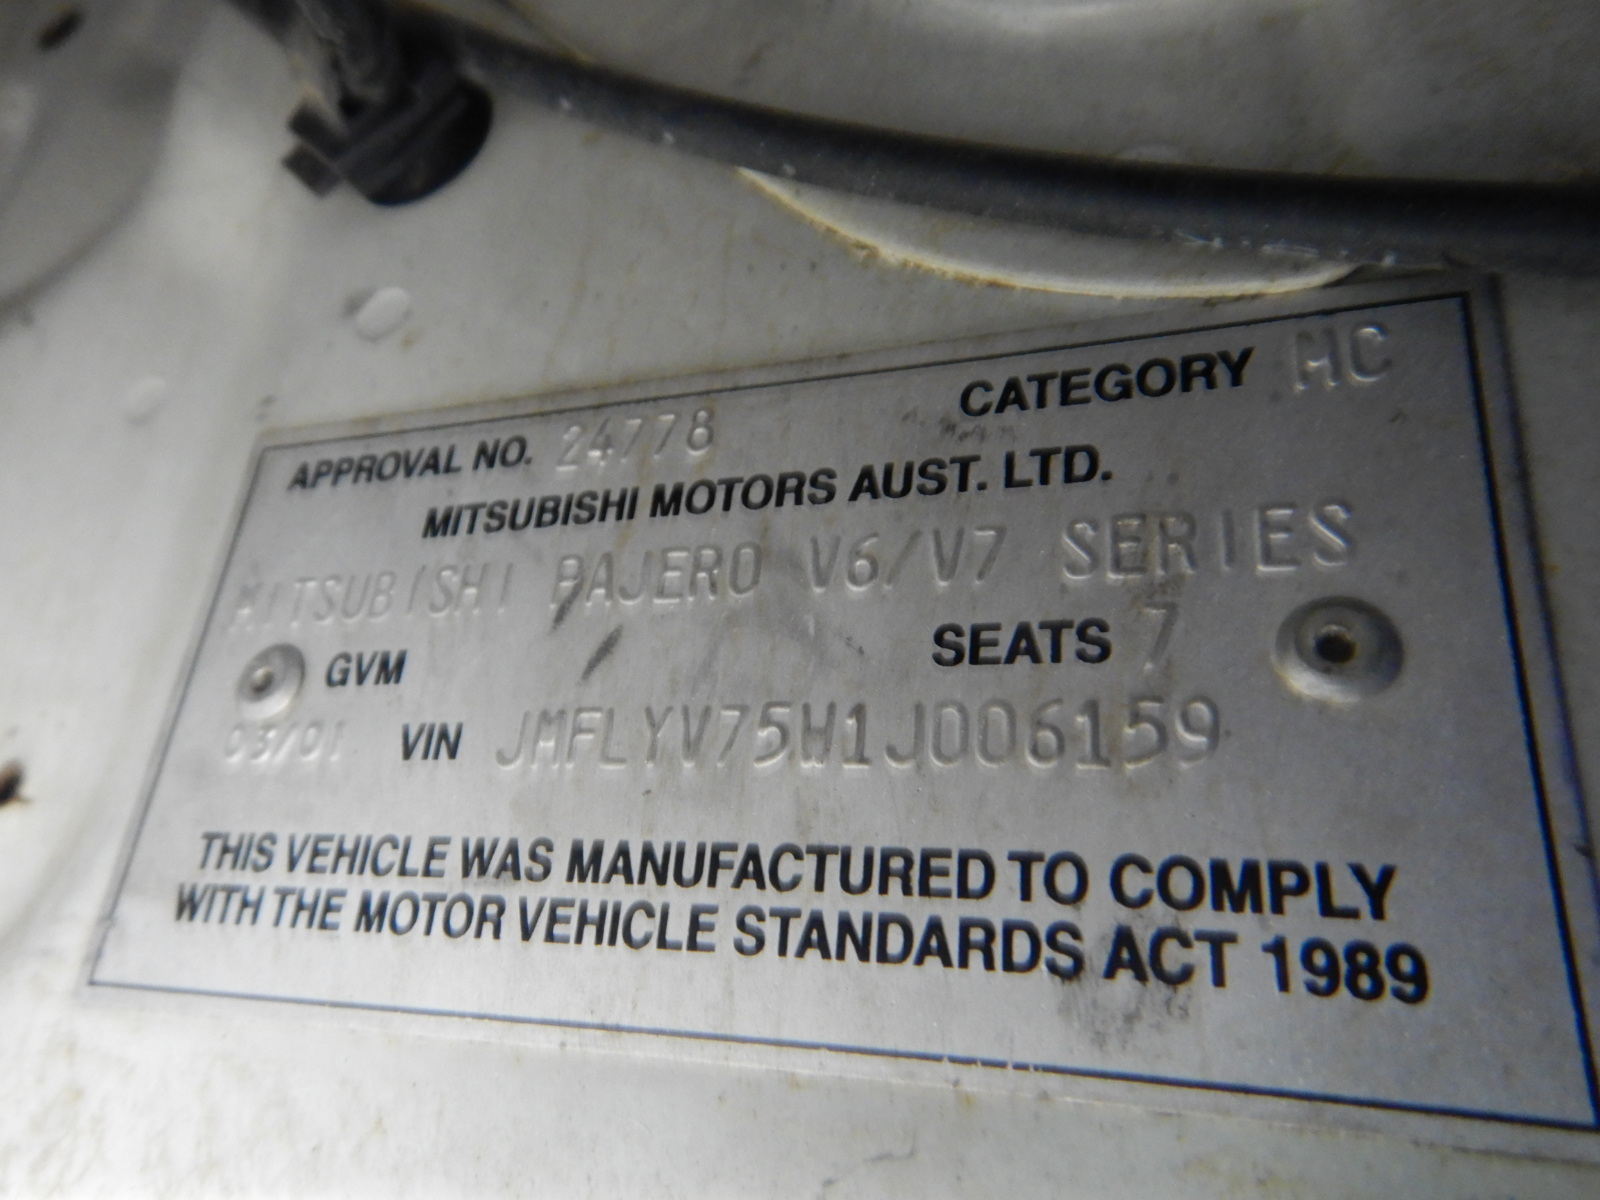 APPROVAL NO. 24778 CATEGORY MC
MITSUBISHI MOTORS AUST. LTD.
MITSUBISHI PAJERO V6/V7 SERIES
GVM SEATS 7
03/01 VIN JMFLYV75W1J006159
THIS VEHICLE WAS MANUFACTURED TO COMPLY
WITH THE MOTOR VEHICLE STANDARDS ACT 1989